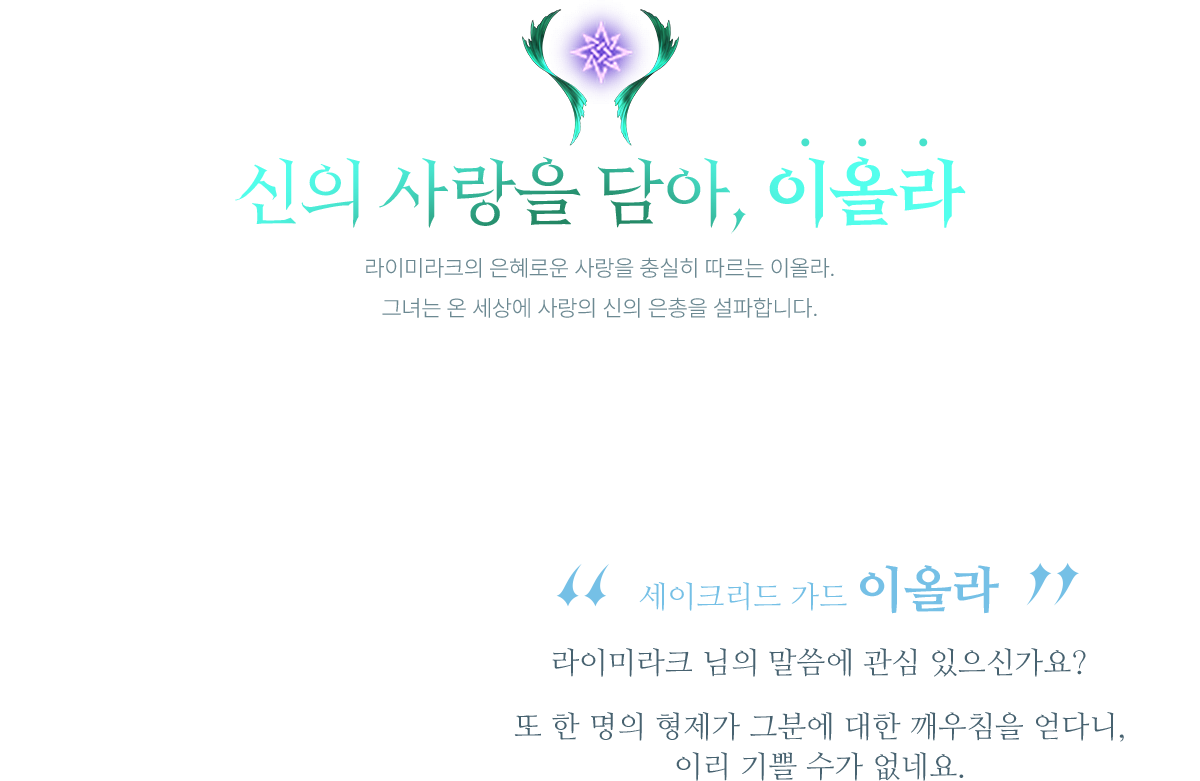 신의 사랑을 담아, 이올라
라이미라크의 은혜로운 사랑을 충실히 따르는 이올라.
그녀는 온 세상에 사랑의 신의 은총을 설파합니다.
“ 세이크리드 가드 이올라 ”
라이미라크 님의 말씀에 관심 있으신가요?
또 한 명의 형제가 그분에 대한 깨우침을 얻다니,
이리 기쁠 수가 없네요.